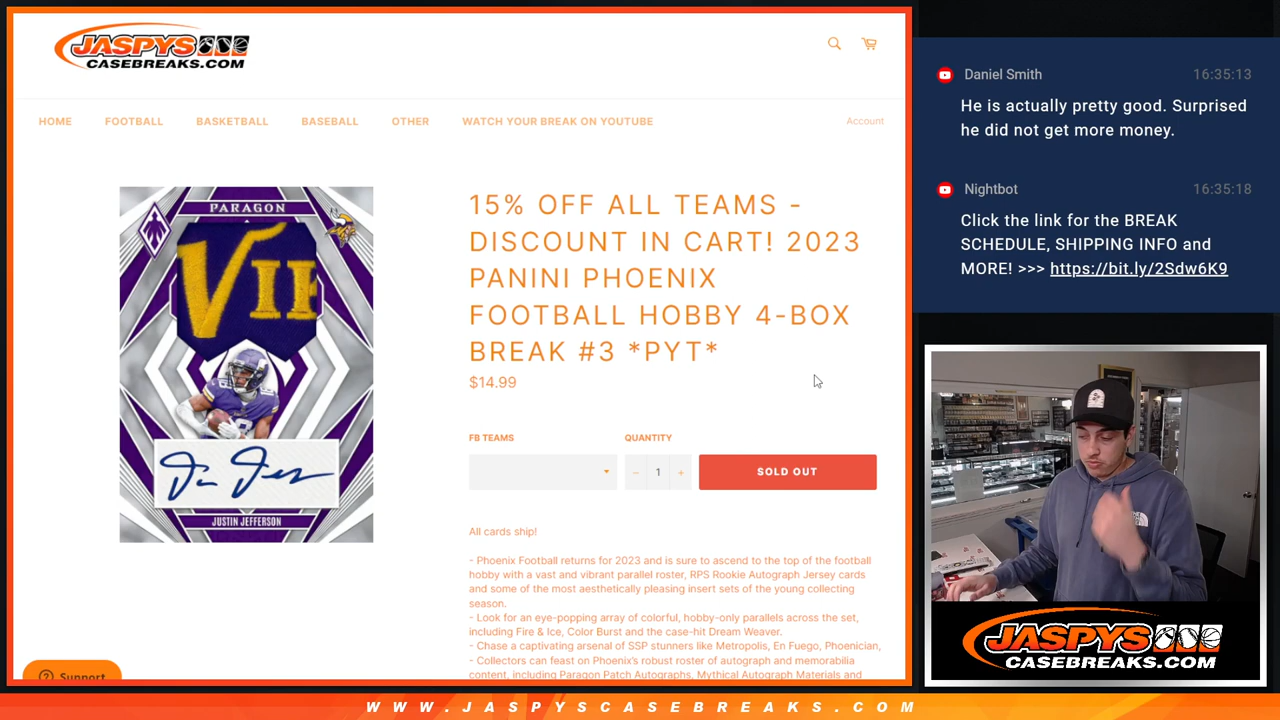 JASPYS
CASEBREAKS.COM
HOME
FOOTBALL
BASKETBALL
BASEBALL
OTHER
WATCH YOUR BREAK ON YOUTUBE
Account
PARAGON
VII
JUSTIN JEFFERSON
15% OFF ALL TEAMS -
DISCOUNT IN CART! 2023
PANINI PHOENIX
FOOTBALL HOBBY 4-BOX
BREAK #3 *PYT*
$14.99
FB TEAMS
QUANTITY
− 1 +
SOLD OUT
All cards ship!
- Phoenix Football returns for 2023 and is sure to ascend to the top of the football
hobby with a vast and vibrant parallel roster, RPS Rookie Autograph Jersey cards
and some of the most aesthetically pleasing insert sets of the young collecting
season.
- Look for an eye-popping array of colorful, hobby-only parallels across the set,
including Fire & Ice, Color Burst and the case-hit Dream Weaver.
- Chase a captivating arsenal of SSP stunners like Metropolis, En Fuego, Phoenician,
- Collectors can feast on Phoenix's robust roster of autograph and memorabilia
content, including Paragon Patch Autographs, Mythical Autograph Materials and
Support
Daniel Smith
16:35:13
He is actually pretty good. Surprised
he did not get more money.
Nightbot
16:35:18
Click the link for the BREAK
SCHEDULE, SHIPPING INFO and
MORE! >>> https://bit.ly/2Sdw6K9
JASPYS
CASEBREAKS.COM
WWW.JASPYSCASEBREAKS.COM